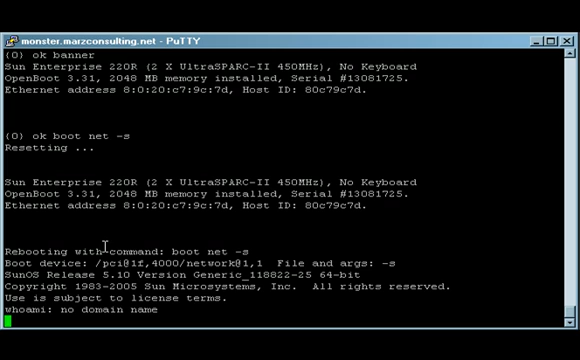 monster.marzconsulting.net - PuTTY
{0} ok banner
Sun Enterprise 220R (2 X UltraSPARC-II 450MHz), No Keyboard
OpenBoot 3.31, 2048 MB memory installed, Serial #13081725.
Ethernet address 8:0:20:c7:9c:7d, Host ID: 80c79c7d.
{0} ok boot net -s
Resetting ...
Sun Enterprise 220R (2 X UltraSPARC-II 450MHz), No Keyboard
OpenBoot 3.31, 2048 MB memory installed, Serial #13081725.
Ethernet address 8:0:20:c7:9c:7d, Host ID: 80c79c7d.
Rebooting with command: boot net -s
Boot device: /pci@1f,4000/network@1,1  File and args: -s
SunOS Release 5.10 Version Generic_118822-25 64-bit
Copyright 1983-2005 Sun Microsystems, Inc.  All rights reserved.
Use is subject to license terms.
whoami: no domain name